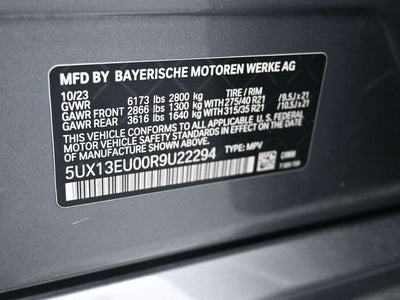 MFD BY BAYERISCHE MOTOREN WERKE AG
10/23 TIRE / RIM
GVWR 6173 lbs 2800 kg
GAWR FRONT 2866 lbs 1300 kg WITH 275/40 R21 /9.5J x 21
GAWR REAR 3616 lbs 1640 kg WITH 315/35 R21 /10.5J x 21
THIS VEHICLE CONFORMS TO ALL APPLICABLE U.S. FEDERAL
MOTOR VEHICLE SAFETY STANDARDS IN EFFECT ON THE DATE OF
MANUFACTURE SHOWN ABOVE.
5UX13EU00R9U22294 TYPE: MPV